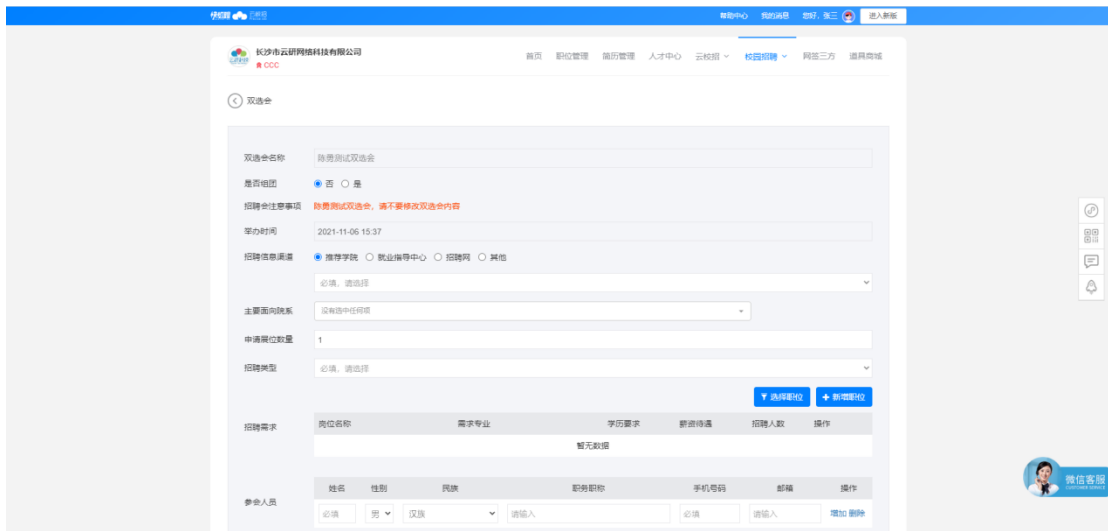 云校招 帮助中心 我的消息 您好，张三 进入新版
长沙市云研网络科技有限公司
CCC
首页 职位管理 简历管理 人才中心 云校招 校园招聘 网签三方 道具商城
双选会
双选会名称 陈勇测试双选会
是否组团 否 是
招聘会注意事项 陈勇测试双选会，请不要修改双选会内容
举办时间 2021-11-06 15:37
招聘信息渠道 推荐学院 就业指导中心 招聘网 其他
必填，请选择
主要面向院系 没有选中任何项
申请展位数量 1
招聘类型 必填，请选择
选择职位 新增职位
招聘需求 岗位名称 需求专业 学历要求 薪资待遇 招聘人数 操作
暂无数据
姓名 性别 民族 职务职称 手机号码 邮箱 操作
参会人员 必填 男 汉族 请输入 必填 请输入 增加 删除
微信客服
CUSTOMER SERVICE